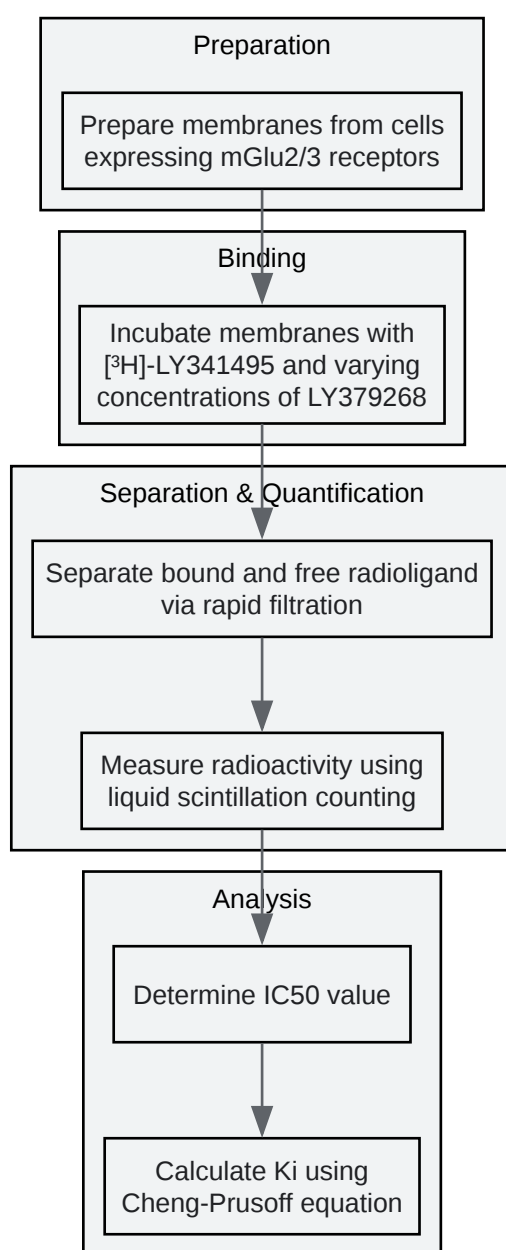 Preparation
Prepare membranes from cells
expressing mGlu2/3 receptors
Binding
Incubate membranes with
[³H]-LY341495 and varying
concentrations of LY379268
Separation & Quantification
Separate bound and free radioligand
via rapid filtration
Measure radioactivity using
liquid scintillation counting
Analysis
Determine IC50 value
Calculate Ki using
Cheng-Prusoff equation